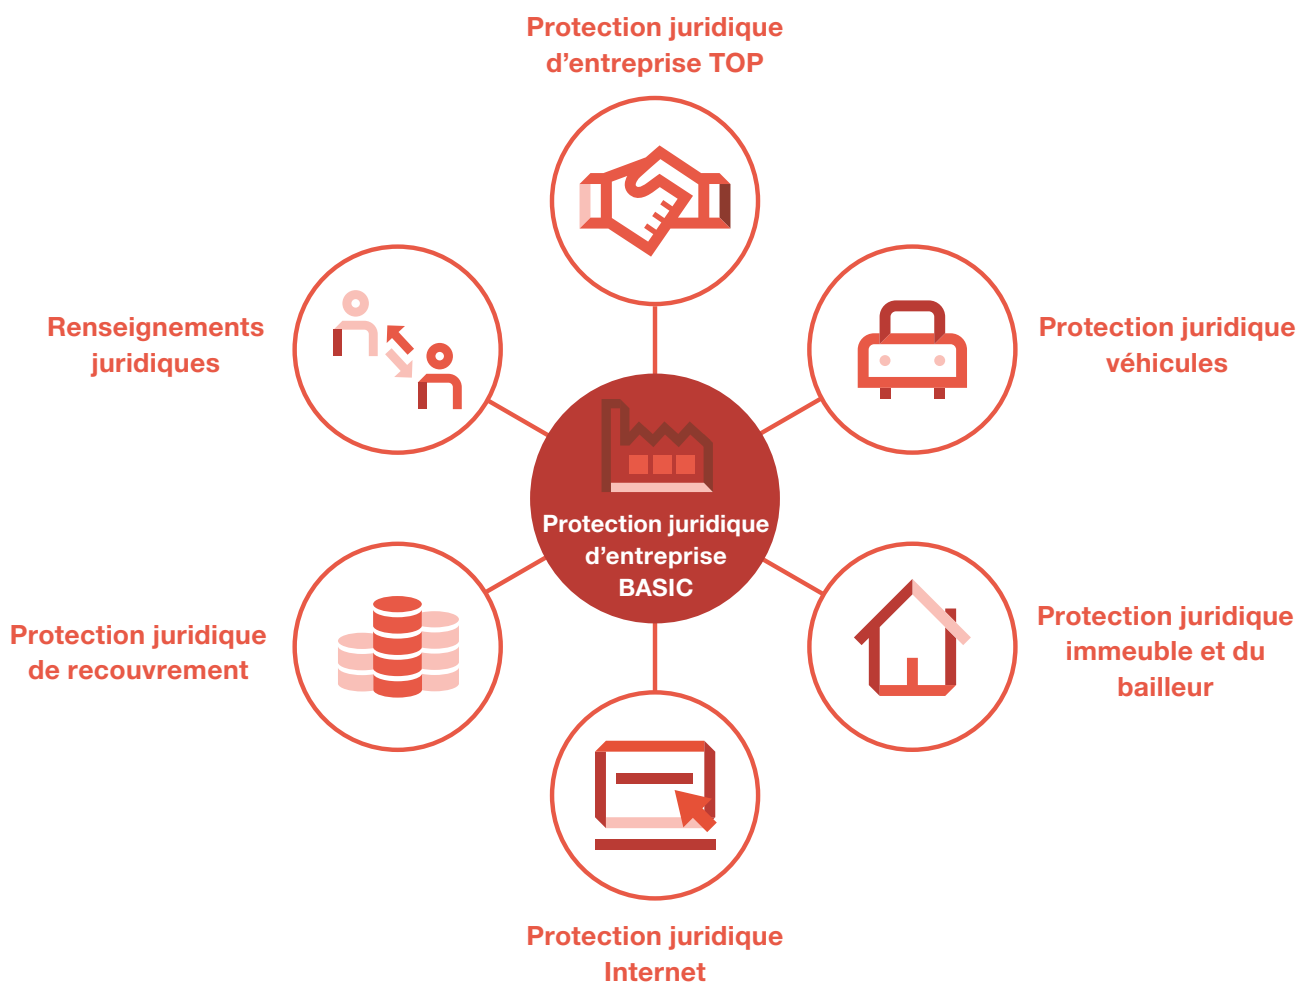 Protection juridique
d’entreprise TOP
Renseignements
juridiques
Protection juridique
véhicules
Protection juridique
d’entreprise
BASIC
Protection juridique
de recouvrement
Protection juridique
immeuble et du
bailleur
Protection juridique
Internet